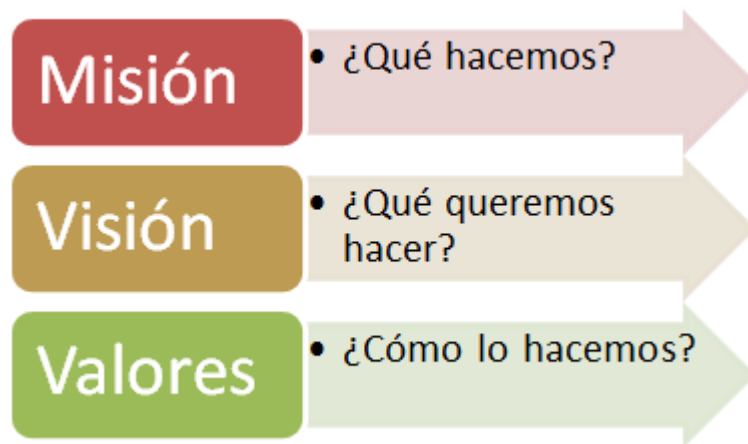 Misión
• ¿Qué hacemos?
Visión
• ¿Qué queremos
hacer?
Valores
• ¿Cómo lo hacemos?